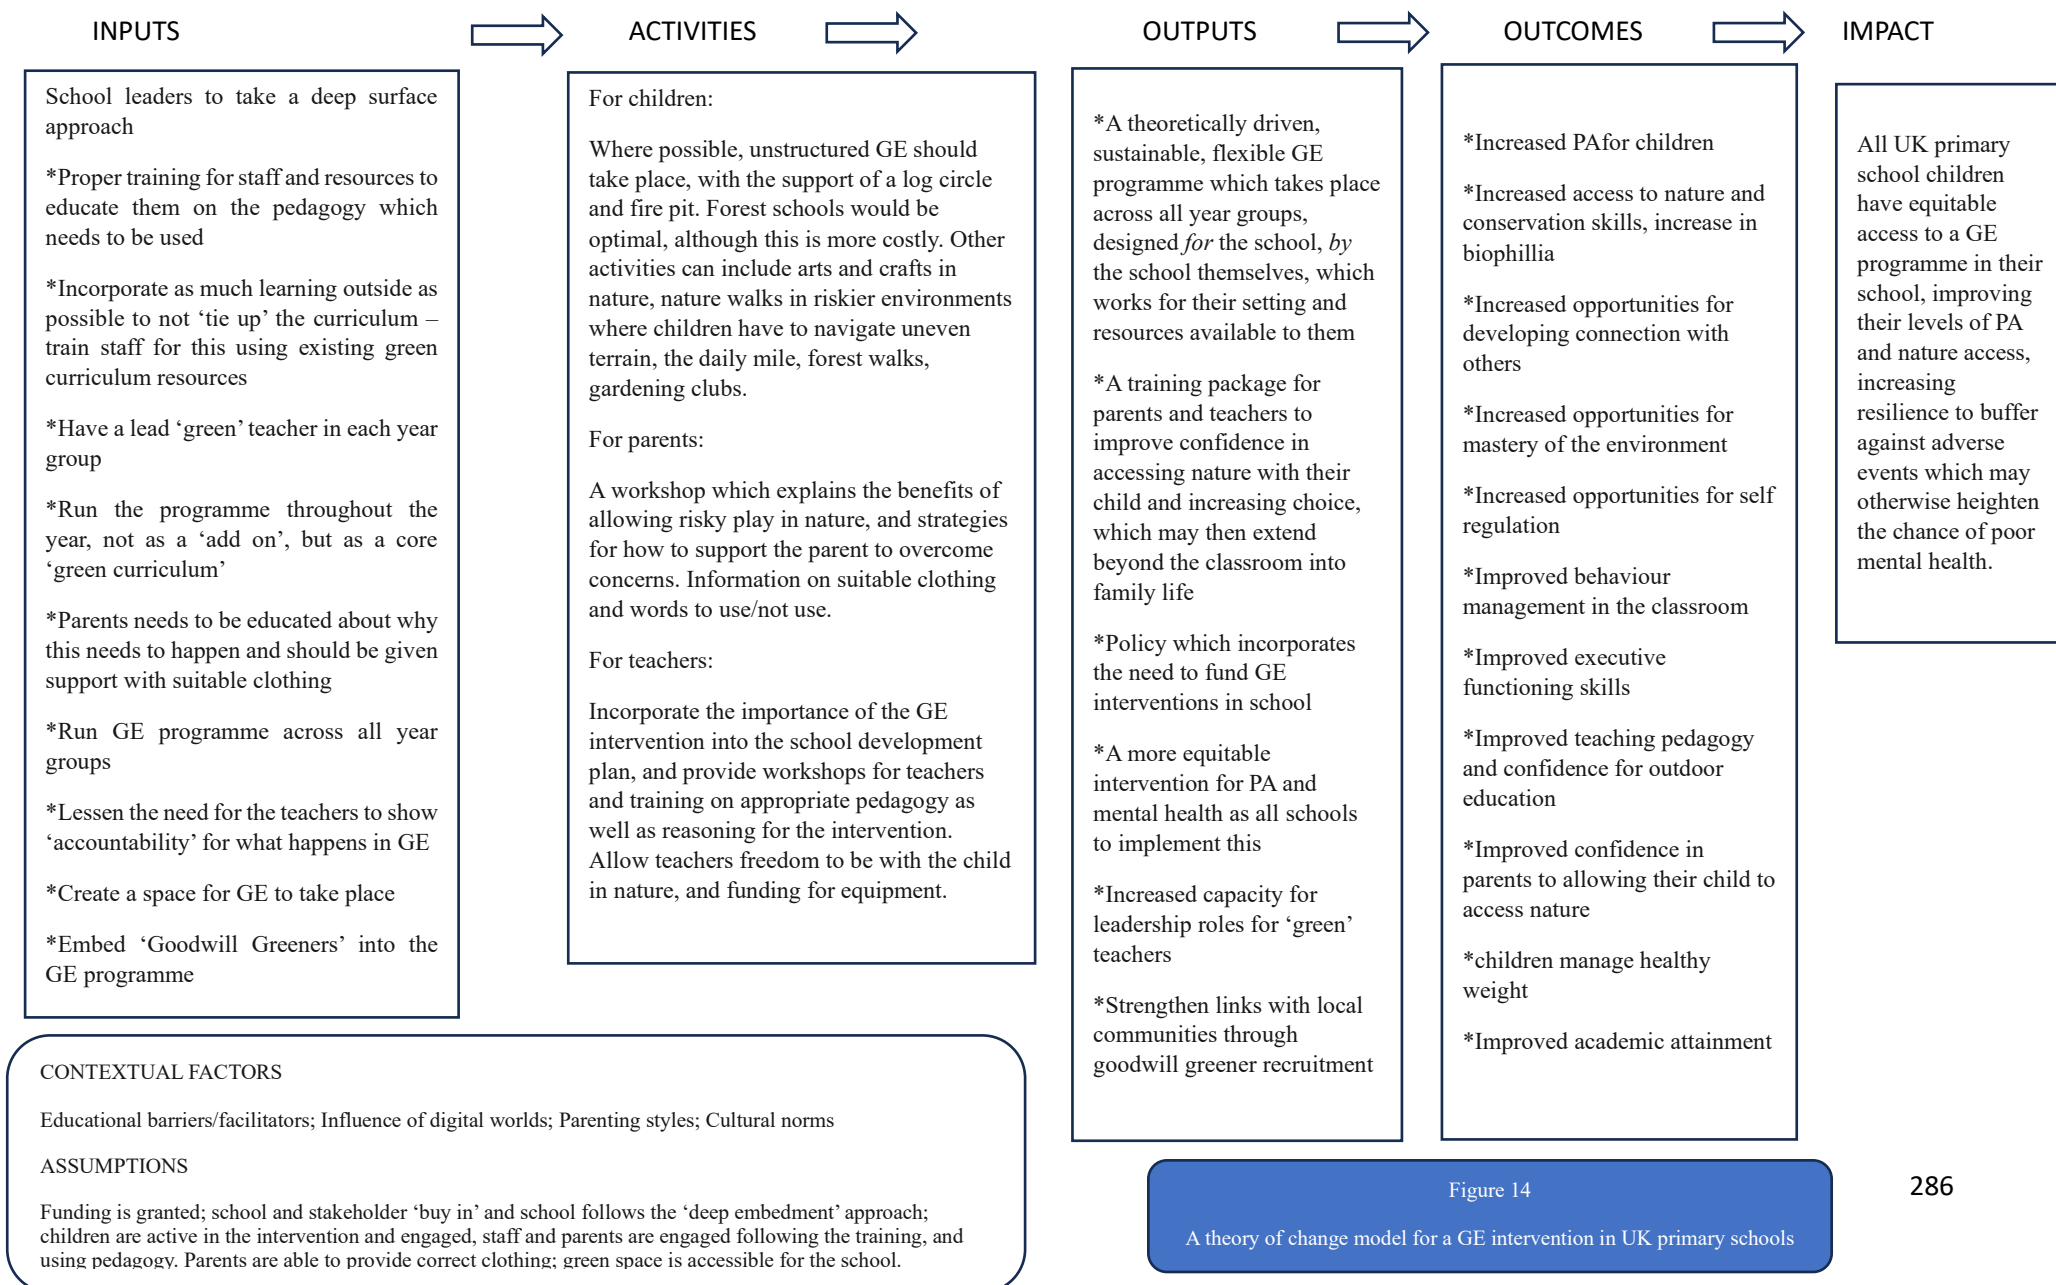 INPUTS
ACTIVITIES
OUTPUTS
OUTCOMES
IMPACT
School leaders to take a deep surface
approach
*Proper training for staff and resources to
educate them on the pedagogy which
needs to be used
*Incorporate as much learning outside as
possible to not ‘tie up’ the curriculum –
train staff for this using existing green
curriculum resources
*Have a lead ‘green’ teacher in each year
group
*Run the programme throughout the
year, not as a ‘add on’, but as a core
‘green curriculum’
*Parents needs to be educated about why
this needs to happen and should be given
support with suitable clothing
*Run GE programme across all year
groups
*Lessen the need for the teachers to show
‘accountability’ for what happens in GE
*Create a space for GE to take place
*Embed ‘Goodwill Greeners’ into the
GE programme
For children:
Where possible, unstructured GE should
take place, with the support of a log circle
and fire pit. Forest schools would be
optimal, although this is more costly. Other
activities can include arts and crafts in
nature, nature walks in riskier environments
where children have to navigate uneven
terrain, the daily mile, forest walks,
gardening clubs.
For parents:
A workshop which explains the benefits of
allowing risky play in nature, and strategies
for how to support the parent to overcome
concerns. Information on suitable clothing
and words to use/not use.
For teachers:
Incorporate the importance of the GE
intervention into the school development
plan, and provide workshops for teachers
and training on appropriate pedagogy as
well as reasoning for the intervention.
Allow teachers freedom to be with the child
in nature, and funding for equipment.
*A theoretically driven,
sustainable, flexible GE
programme which takes place
across all year groups,
designed for the school, by
the school themselves, which
works for their setting and
resources available to them
*A training package for
parents and teachers to
improve confidence in
accessing nature with their
child and increasing choice,
which may then extend
beyond the classroom into
family life
*Policy which incorporates
the need to fund GE
interventions in school
*A more equitable
intervention for PA and
mental health as all schools
to implement this
*Increased capacity for
leadership roles for ‘green’
teachers
*Strengthen links with local
communities through
goodwill greener recruitment
*Increased PAfor children
*Increased access to nature and
conservation skills, increase in
biophillia
*Increased opportunities for
developing connection with
others
*Increased opportunities for
mastery of the environment
*Increased opportunities for self
regulation
*Improved behaviour
management in the classroom
*Improved executive
functioning skills
*Improved teaching pedagogy
and confidence for outdoor
education
*Improved confidence in
parents to allowing their child to
access nature
*children manage healthy
weight
*Improved academic attainment
All UK primary
school children
have equitable
access to a GE
programme in their
school, improving
their levels of PA
and nature access,
increasing
resilience to buffer
against adverse
events which may
otherwise heighten
the chance of poor
mental health.
CONTEXTUAL FACTORS
Educational barriers/facilitators; Influence of digital worlds; Parenting styles; Cultural norms
ASSUMPTIONS
Funding is granted; school and stakeholder ‘buy in’ and school follows the ‘deep embedment’ approach;
children are active in the intervention and engaged, staff and parents are engaged following the training, and
using pedagogy. Parents are able to provide correct clothing; green space is accessible for the school.
Figure 14
A theory of change model for a GE intervention in UK primary schools
286